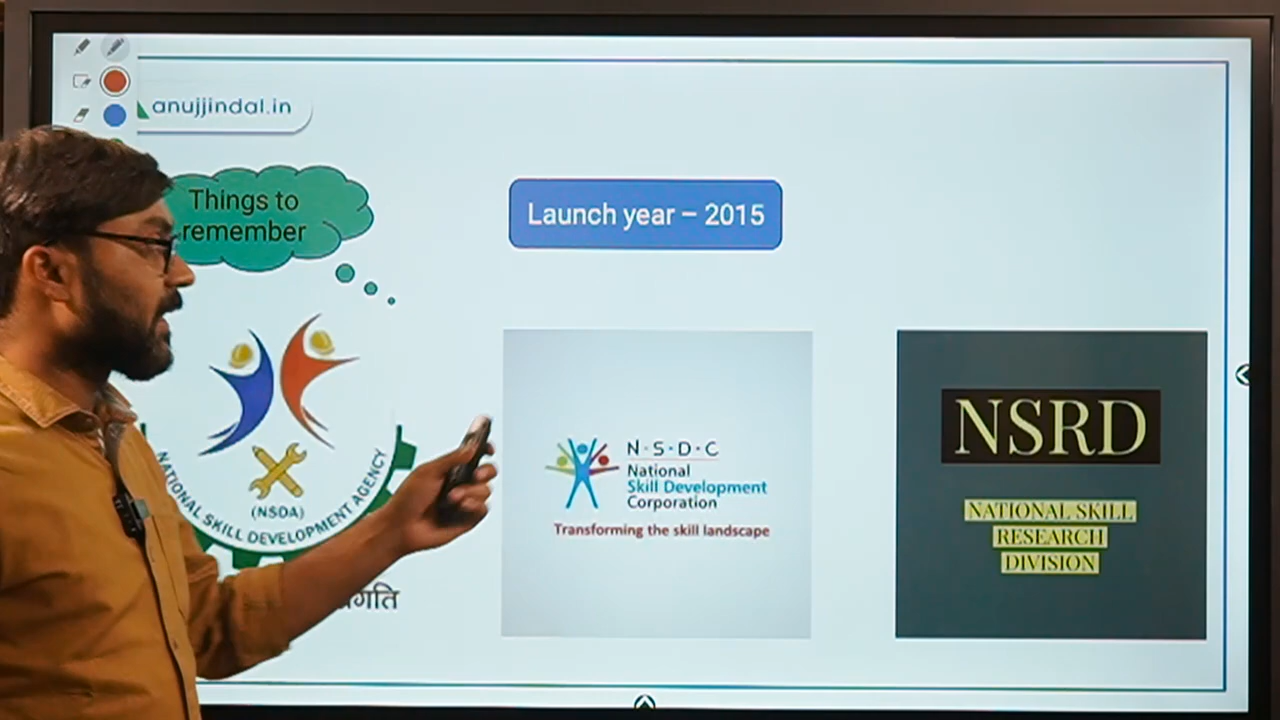 anujjindal.in
Things to
remember
Launch year – 2015
(NSDA)
NATIONAL SKILL DEVELOPMENT AGENCY
N·S·D·C
National
Skill Development
Corporation
Transforming the skill landscape
NSRD
NATIONAL SKILL
RESEARCH
DIVISION